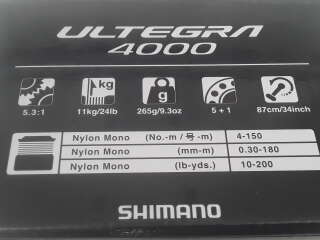 ULTEGRA
4000
kg
g
5.3:1
11kg/24lb
265g/9.3oz
5 + 1
87cm/34inch
Nylon Mono (No.-m / 号 -m) 4-150
Nylon Mono (mm-m) 0.30-180
Nylon Mono (lb-yds.) 10-200
SHIMANO